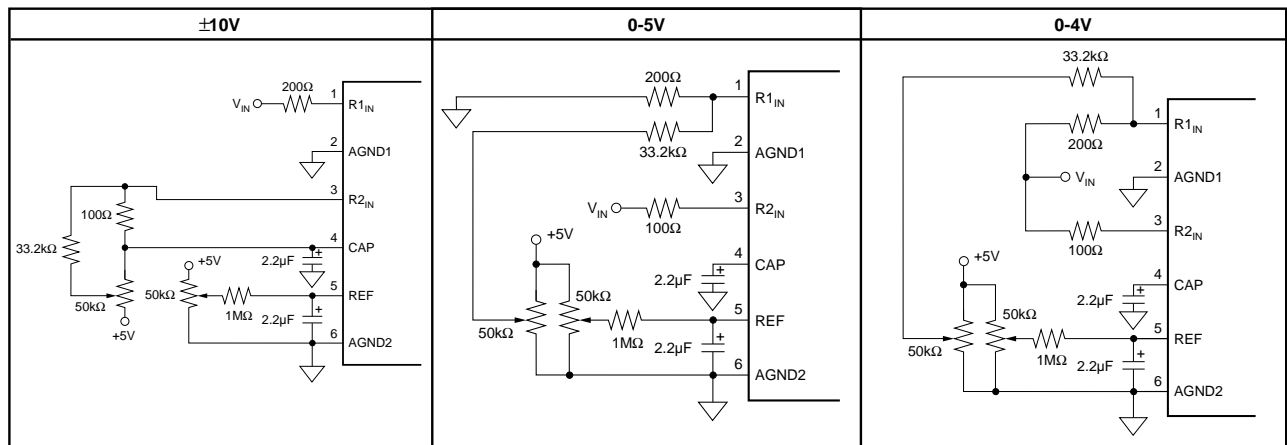 ±10V
200Ω
V_IN
1
R1_IN
2
AGND1
3
R2_IN
100Ω
33.2kΩ
4
CAP
2.2µF
+5V
5
REF
50kΩ
50kΩ
1MΩ
2.2µF
+5V
6
AGND2
0-5V
200Ω
1
R1_IN
33.2kΩ
2
AGND1
V_IN
3
R2_IN
100Ω
+5V
4
CAP
2.2µF
50kΩ
5
REF
50kΩ
1MΩ
2.2µF
6
AGND2
0-4V
33.2kΩ
1
R1_IN
200Ω
2
AGND1
V_IN
3
R2_IN
100Ω
+5V
4
CAP
2.2µF
50kΩ
5
REF
50kΩ
1MΩ
2.2µF
6
AGND2